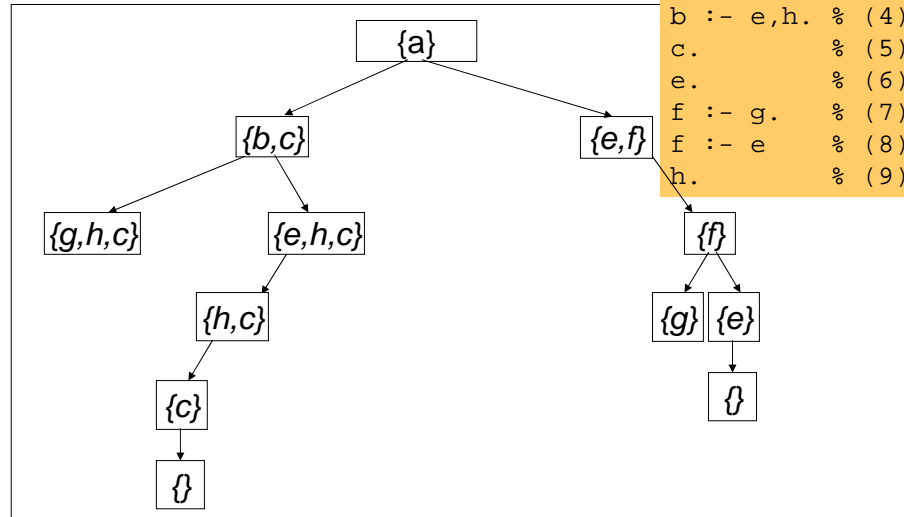 b :- e,h. % (4)
c. % (5)
e. % (6)
f :- g. % (7)
f :- e % (8)
h. % (9)
{a}
{b,c} {e,f}
{g,h,c} {e,h,c} {f}
{h,c} {g} {e}
{c} {}
{}